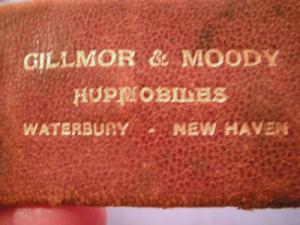 GILLMOR & MOODY
HUPMOBILES
WATERBURY - NEW HAVEN